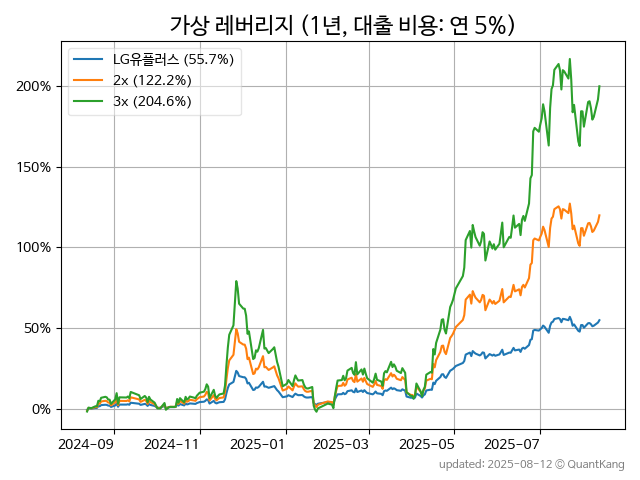 가상 레버리지 (1년, 대출 비용: 연 5%)
LG유플러스 (55.7%)
2x (122.2%)
3x (204.6%)
200%
150%
100%
50%
0%
2024-09 2024-11 2025-01 2025-03 2025-05 2025-07
updated: 2025-08-12 © QuantKang